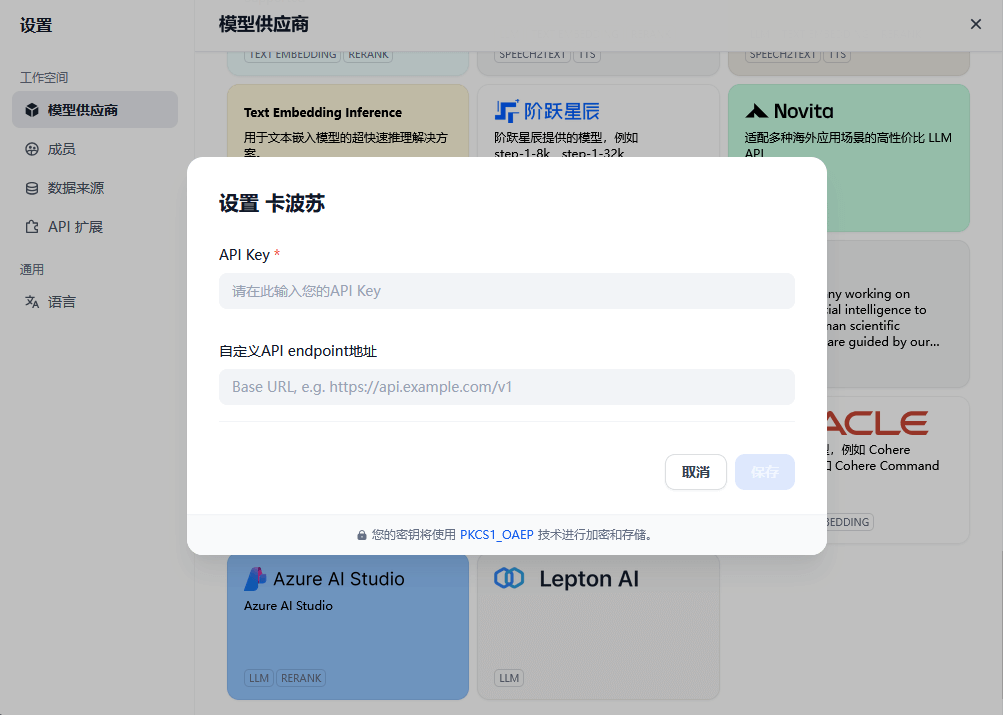 设置
工作空间
模型供应商
成员
数据来源
API 扩展
通用
语言
模型供应商
TEXT EMBEDDING
RERANK
SPEECH2TEXT
TTS
SPEECH2TEXT
TTS
Text Embedding Inference
用于文本嵌入模型的超快速推理解决方
案。
阶跃星辰
阶跃星辰提供的模型，例如
step-1-8k、step-1-32k
Novita
适配多种海外应用场景的高性价比 LLM
API
设置 卡波苏
API Key *
请在此输入您的API Key
自定义API endpoint地址
Base URL, e.g. https://api.example.com/v1
取消
保存
您的密钥将使用 PKCS1_OAEP 技术进行加密和存储。
ny working on
ial intelligence to
man scientific
are guided by our...
ACLE
型，例如 Cohere
Cohere Command
BEDDING
Azure AI Studio
Azure AI Studio
LLM
RERANK
Lepton AI
LLM